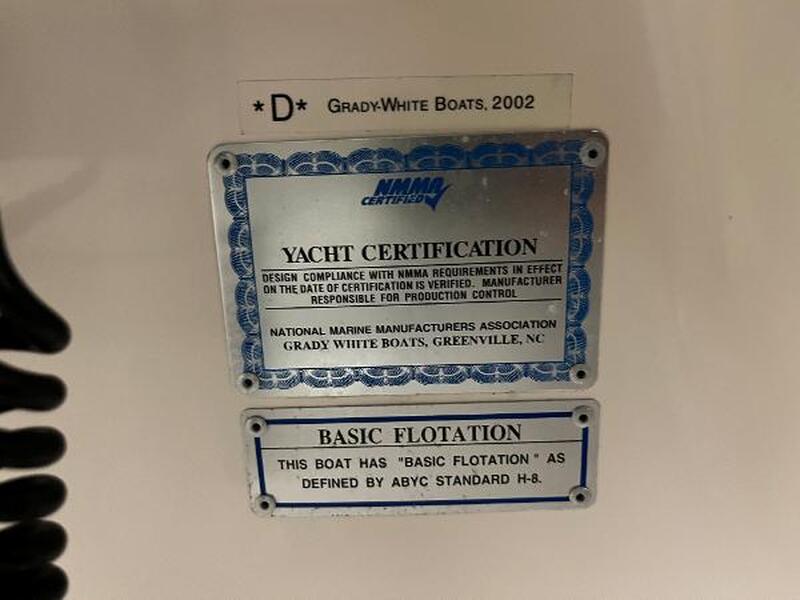 *D* GRADY-WHITE BOATS, 2002
NMMA
CERTIFIED
YACHT CERTIFICATION
DESIGN COMPLIANCE WITH NMMA REQUIREMENTS IN EFFECT
ON THE DATE OF CERTIFICATION IS VERIFIED. MANUFACTURER
RESPONSIBLE FOR PRODUCTION CONTROL
NATIONAL MARINE MANUFACTURERS ASSOCIATION
GRADY WHITE BOATS, GREENVILLE, NC
BASIC FLOTATION
THIS BOAT HAS "BASIC FLOTATION" AS
DEFINED BY ABYC STANDARD H-8.